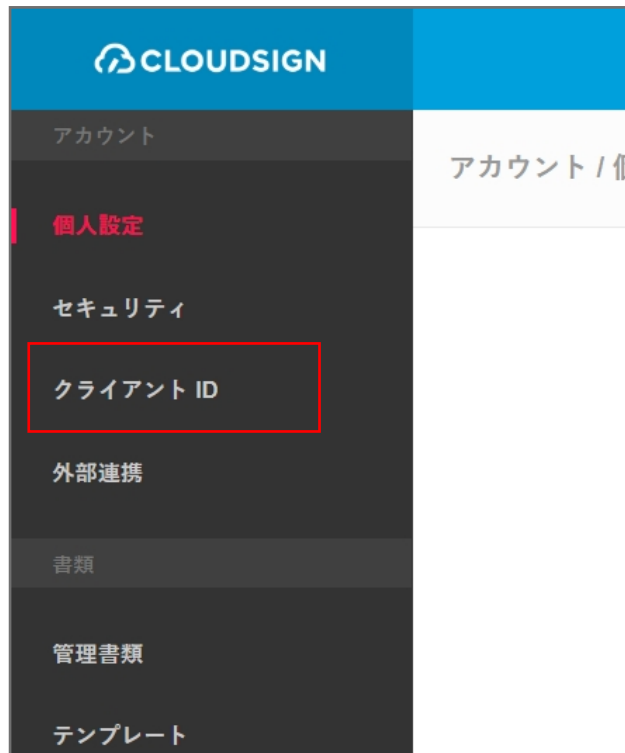 CLOUDSIGN
アカウント
アカウント /
個人設定
セキュリティ
クライアント ID
外部連携
書類
管理書類
テンプレート